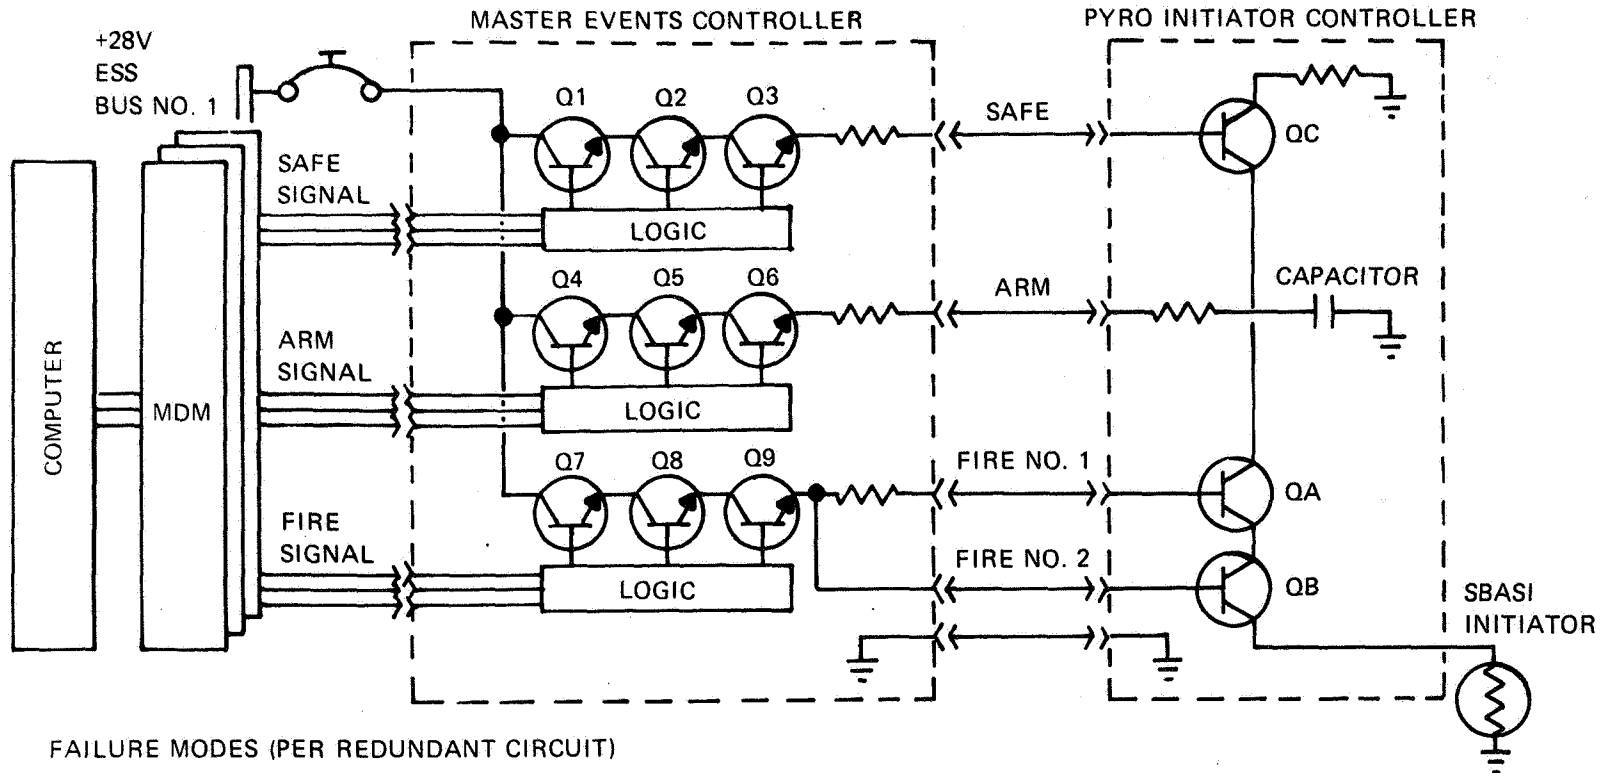 MASTER EVENTS CONTROLLER
PYRO INITIATOR CONTROLLER
+28V
ESS
BUS NO. 1
Q1
Q2
Q3
SAFE
QC
SAFE
SIGNAL
LOGIC
Q4
Q5
Q6
ARM
CAPACITOR
ARM
SIGNAL
LOGIC
COMPUTER
MDM
Q7
Q8
Q9
FIRE NO. 1
QA
FIRE
SIGNAL
LOGIC
FIRE NO. 2
QB
SBASI
INITIATOR
FAILURE MODES (PER REDUNDANT CIRCUIT)